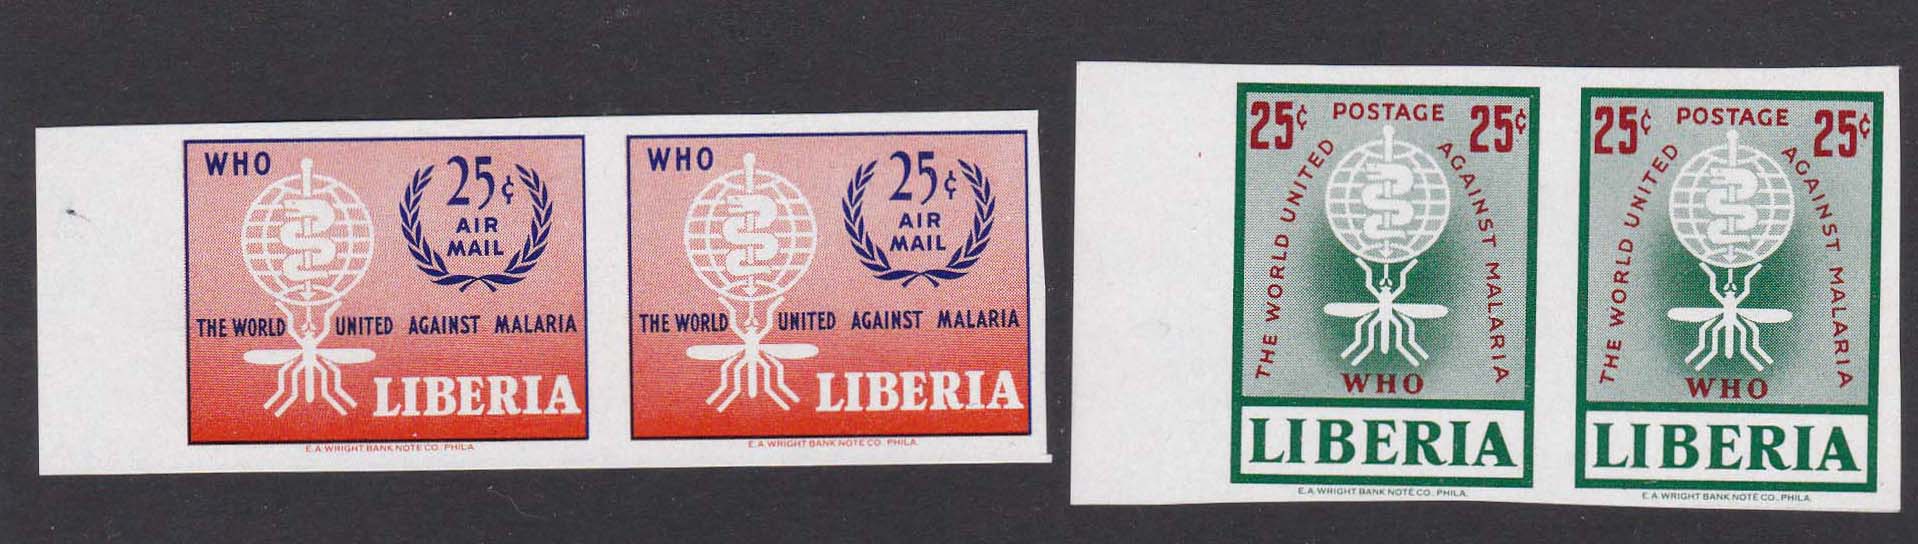 WHO
25¢
AIR
MAIL
THE WORLD UNITED AGAINST MALARIA
LIBERIA
E.A. WRIGHT BANK NOTE CO., PHILA.
WHO
25¢
AIR
MAIL
THE WORLD UNITED AGAINST MALARIA
LIBERIA
E.A. WRIGHT BANK NOTE CO., PHILA.
25¢ POSTAGE 25¢
THE WORLD UNITED AGAINST MALARIA
WHO
LIBERIA
E.A. WRIGHT BANK NOTE CO., PHILA.
25¢ POSTAGE 25¢
THE WORLD UNITED AGAINST MALARIA
WHO
LIBERIA
E.A. WRIGHT BANK NOTE CO., PHILA.